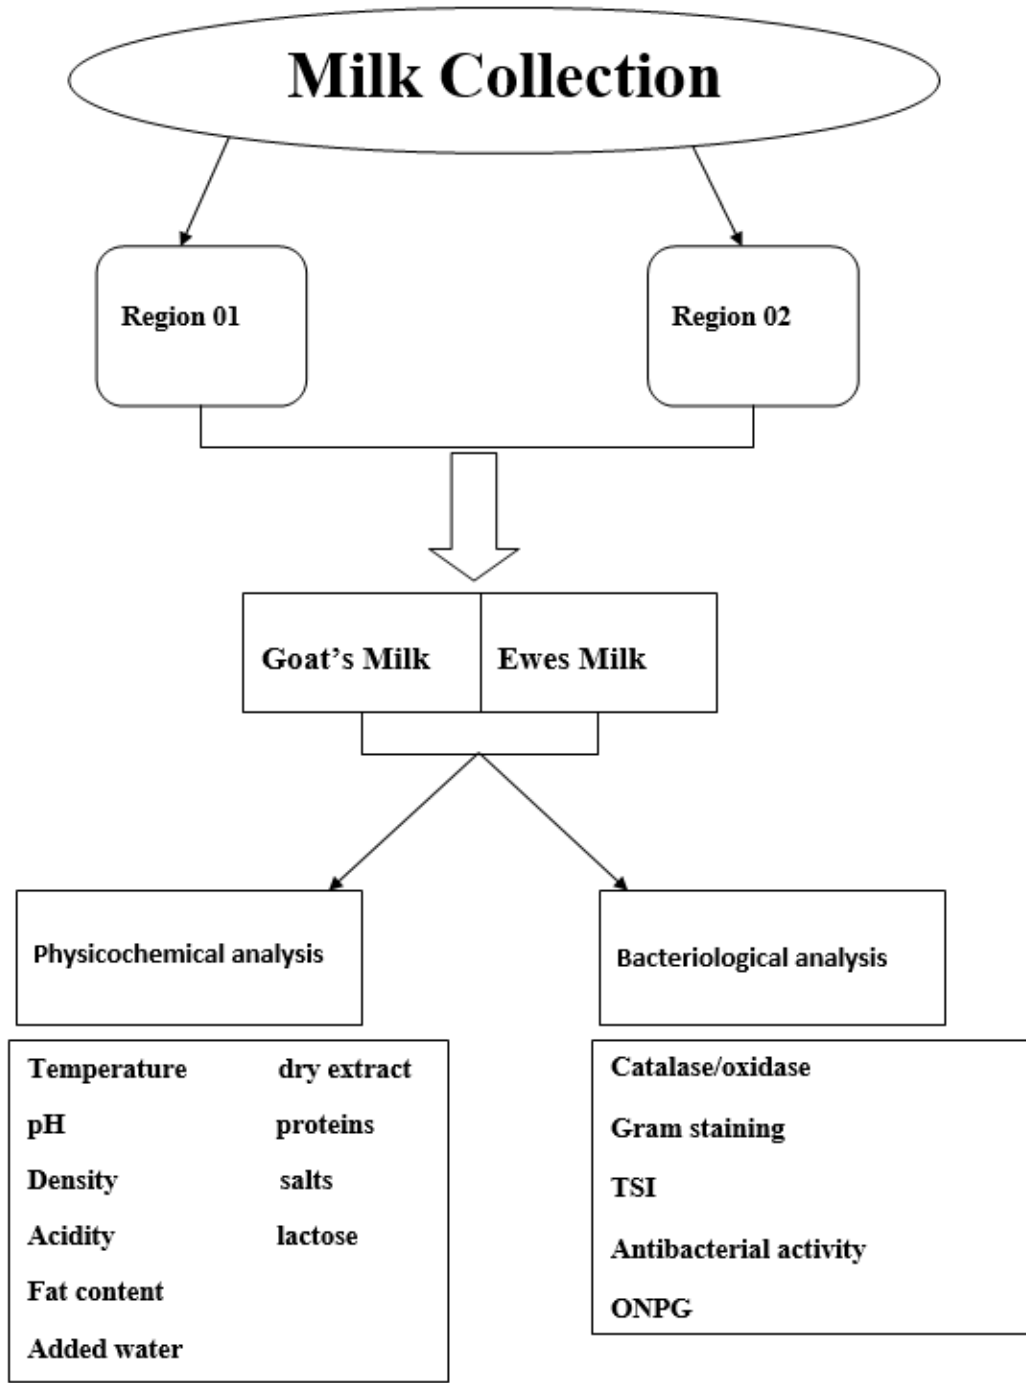 Milk Collection
Region 01
Region 02
Goat’s Milk
Ewes Milk
Physicochemical analysis
Bacteriological analysis
Temperature dry extract
pH proteins
Density salts
Acidity lactose
Fat content
Added water
Catalase/oxidase
Gram staining
TSI
Antibacterial activity
ONPG